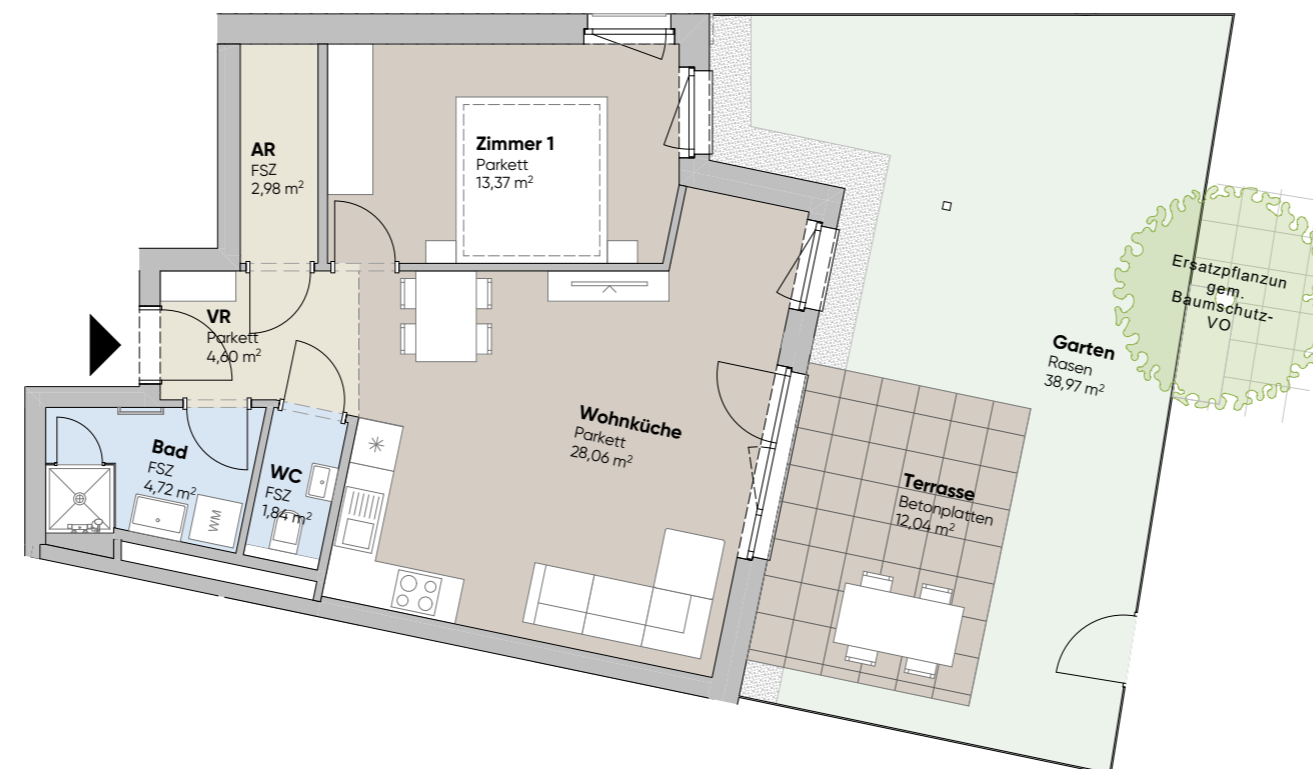 AR
FSZ
2,98 m²
Zimmer 1
Parkett
13,37 m²
VR
Parkett
4,60 m²
Bad
FSZ
4,72 m²
WM
WC
FSZ
1,84 m²
Wohnküche
Parkett
28,06 m²
Terrasse
Betonplatten
12,04 m²
Garten
Rasen
38,97 m²
Ersatzpflanzun
gem.
Baumschutz-
VO